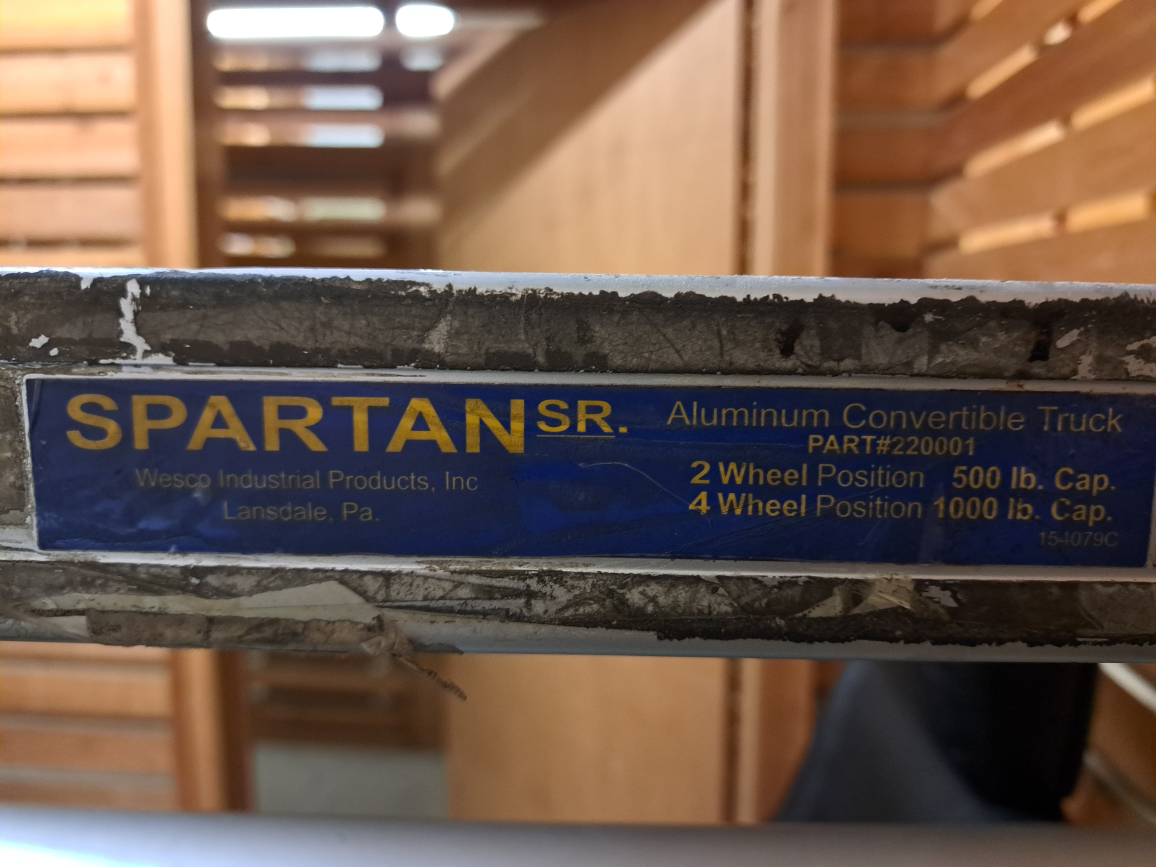 SPARTAN SR.
Wesco Industrial Products, Inc
Lansdale, Pa.
Aluminum Convertible Truck
PART#220001
2 Wheel Position 500 lb. Cap.
4 Wheel Position 1000 lb. Cap.
154079C